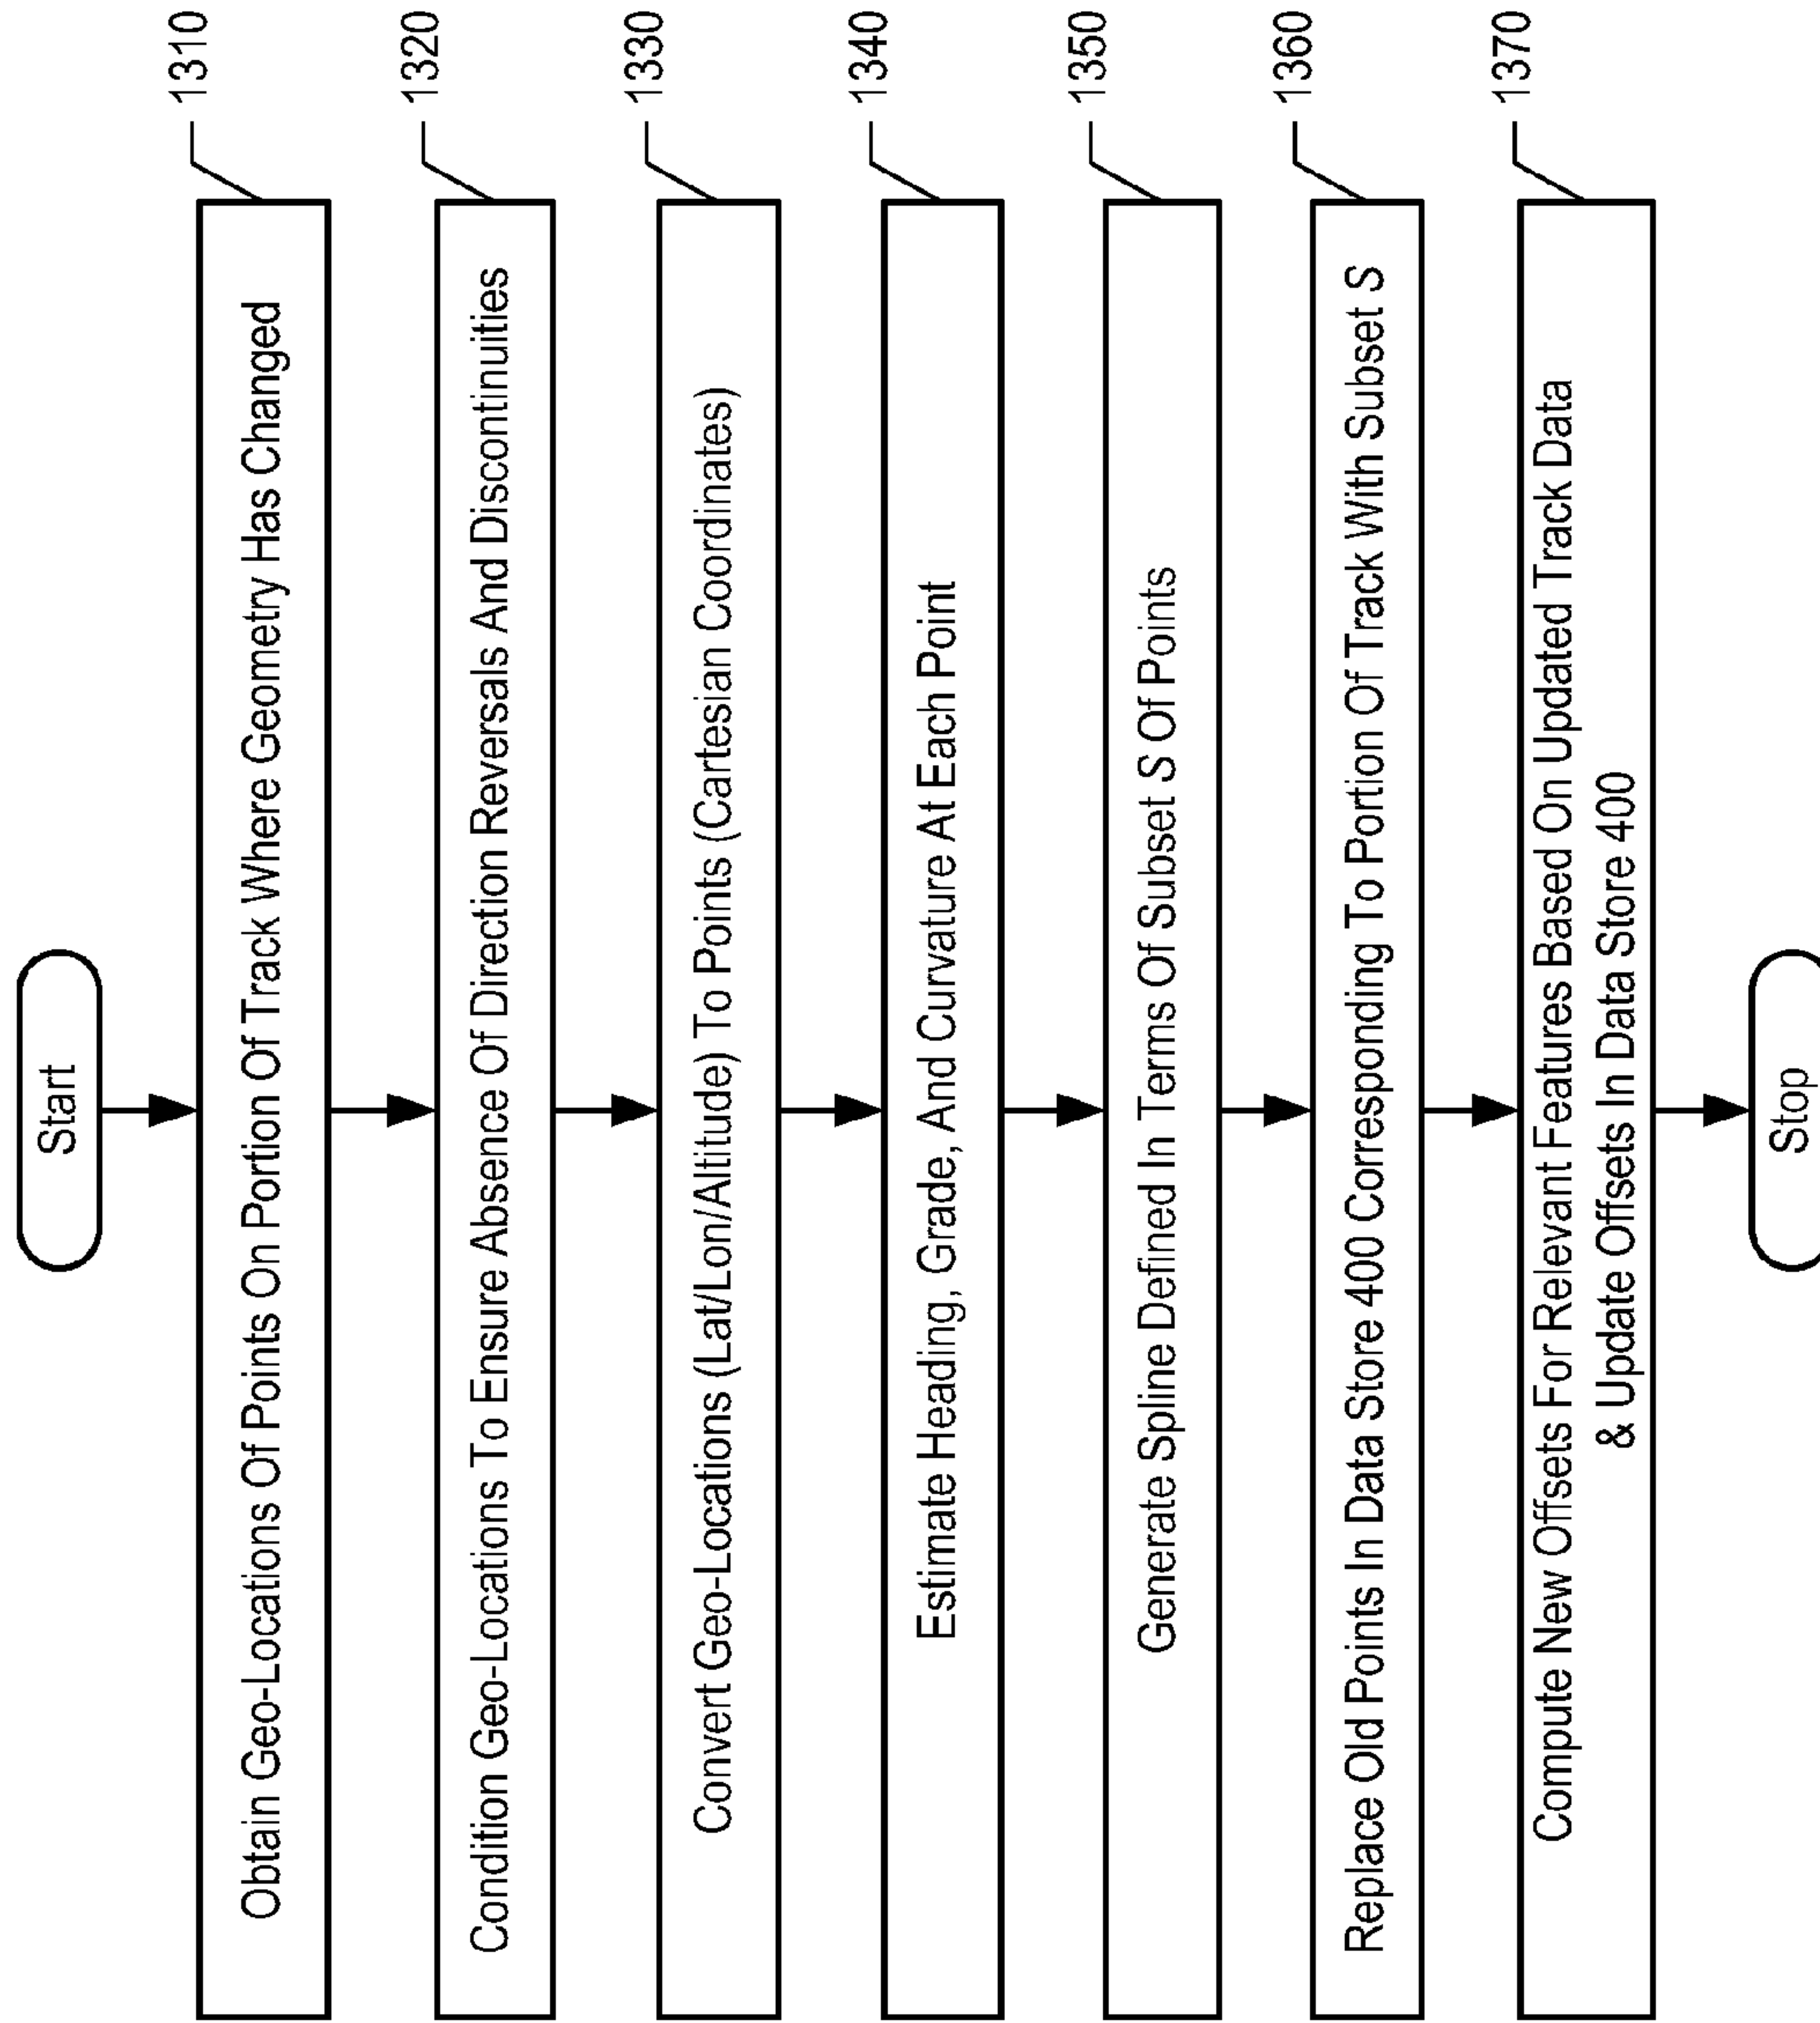 Start
Obtain Geo-Locations Of Points On Portion Of Track Where Geometry Has Changed
1310
Condition Geo-Locations To Ensure Absence Of Direction Reversals And Discontinuities
1320
Convert Geo-Locations (Lat/Lon/Altitude) To Points (Cartesian Coordinates)
1330
Estimate Heading, Grade, And Curvature At Each Point
1340
Generate Spline Defined In Terms Of Subset S Of Points
1350
Replace Old Points In Data Store 400 Corresponding To Portion Of Track With Subset S
1360
Compute New Offsets For Relevant Features Based On Updated Track Data
& Update Offsets In Data Store 400
1370
Stop